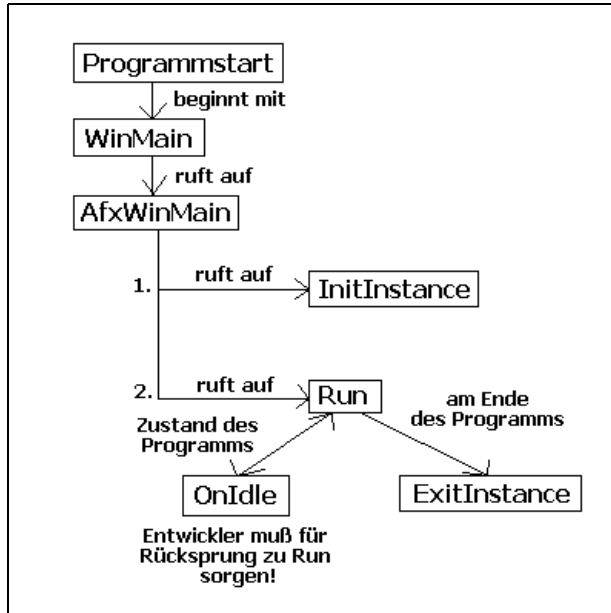 Programmstart
beginnt mit
WinMain
ruft auf
AfxWinMain
1.
ruft auf
InitInstance
2.
ruft auf
Run
Zustand des
Programms
am Ende
des Programms
OnIdle
ExitInstance
Entwickler muß für
Rücksprung zu Run
sorgen!